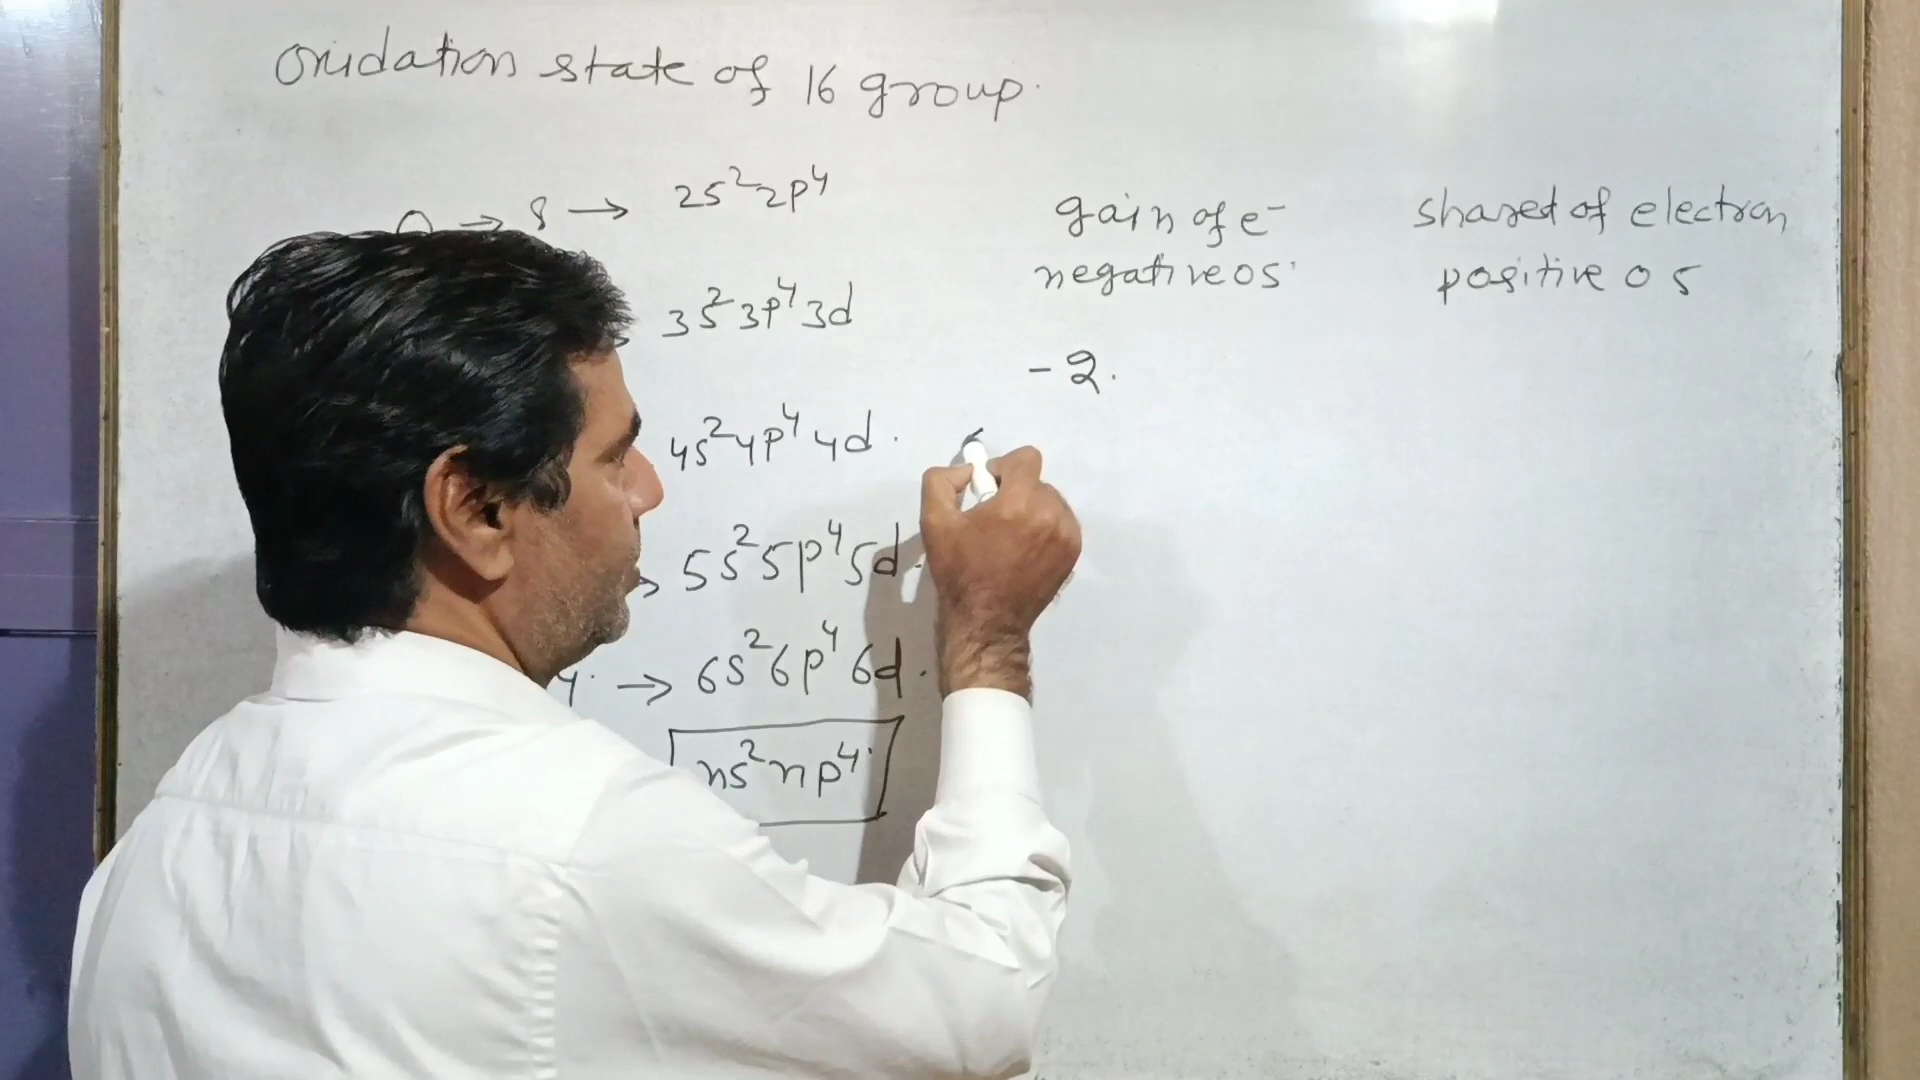 Oxidation state of 16 group.
→ 8 → 2s²2p⁴
3s²3p⁴3d
4s²4p⁴4d.
5s²5p⁴5d.
→ 6s²6p⁴6d.
ns²np⁴
gain of e⁻
negative os.
-2.
shared of electron
positive o s